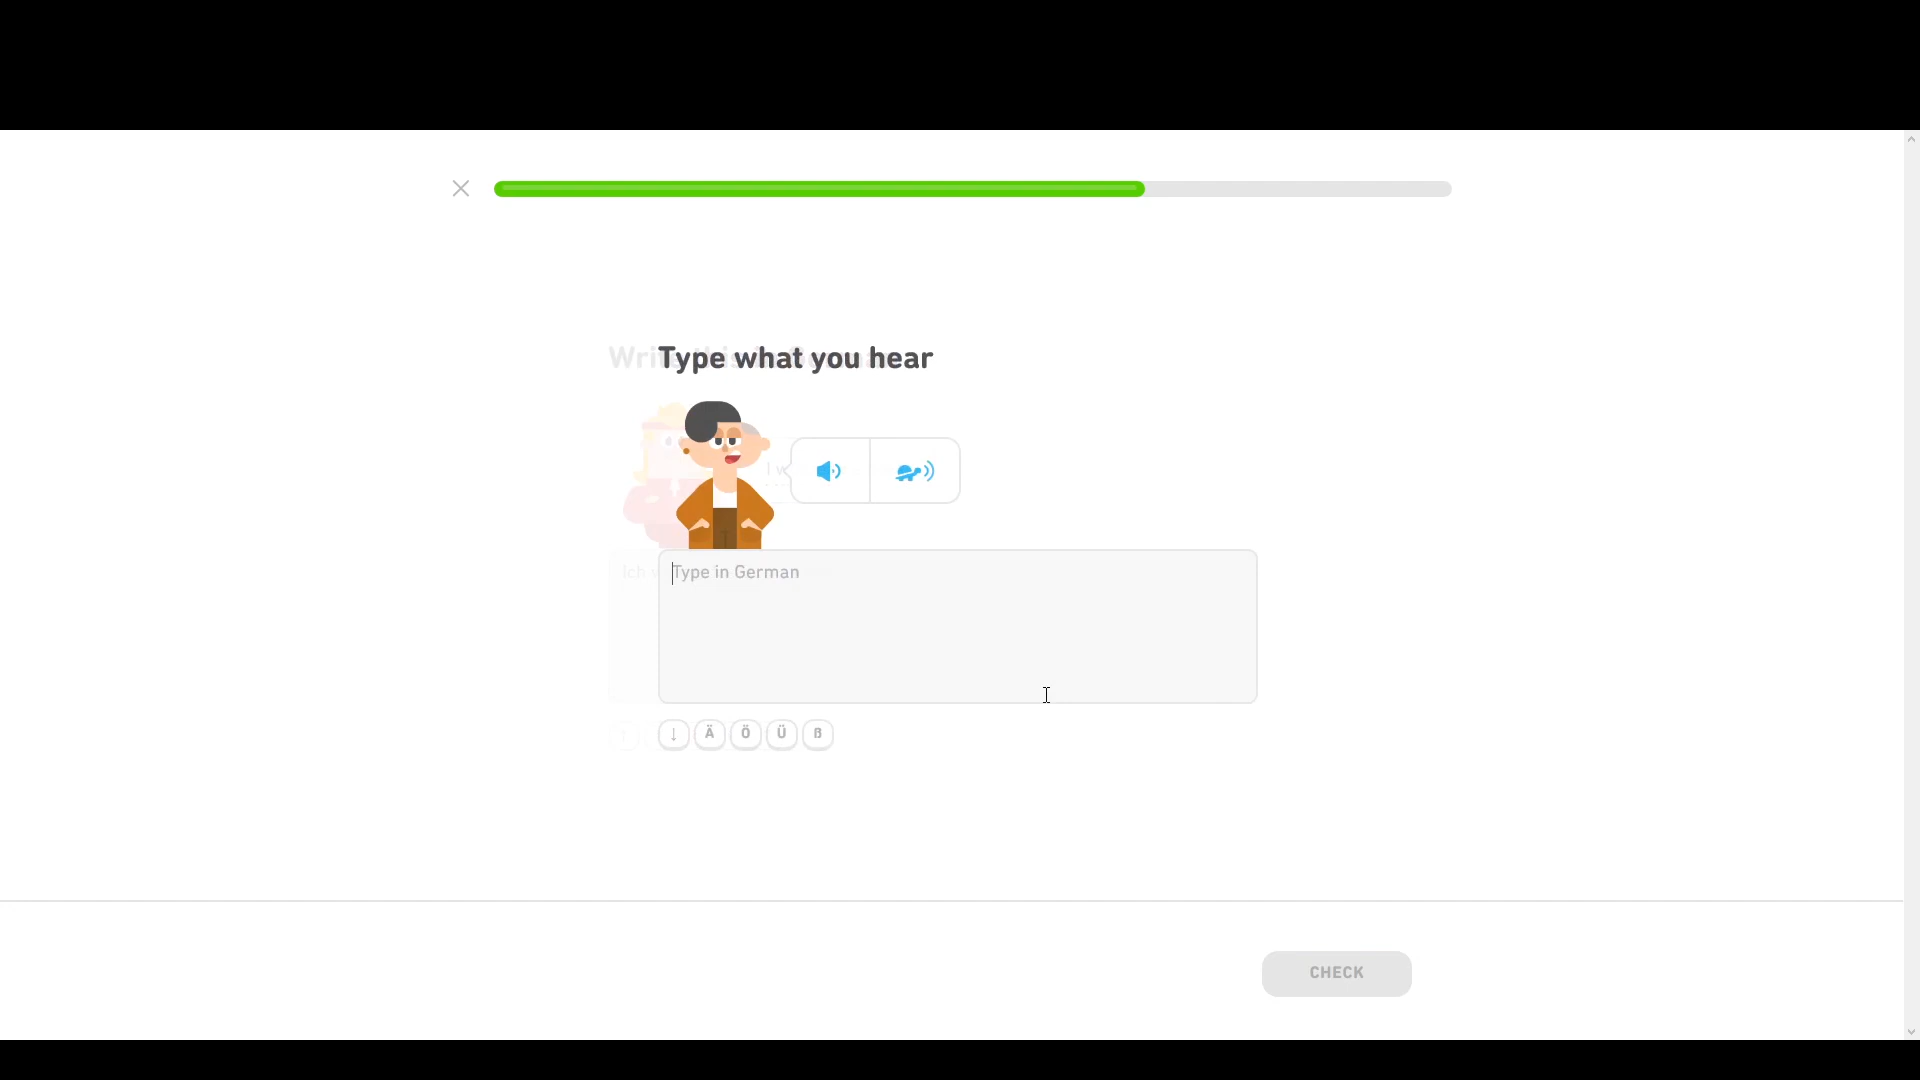 Type what you hear
Type in German
↓ Ä Ö Ü ß
CHECK